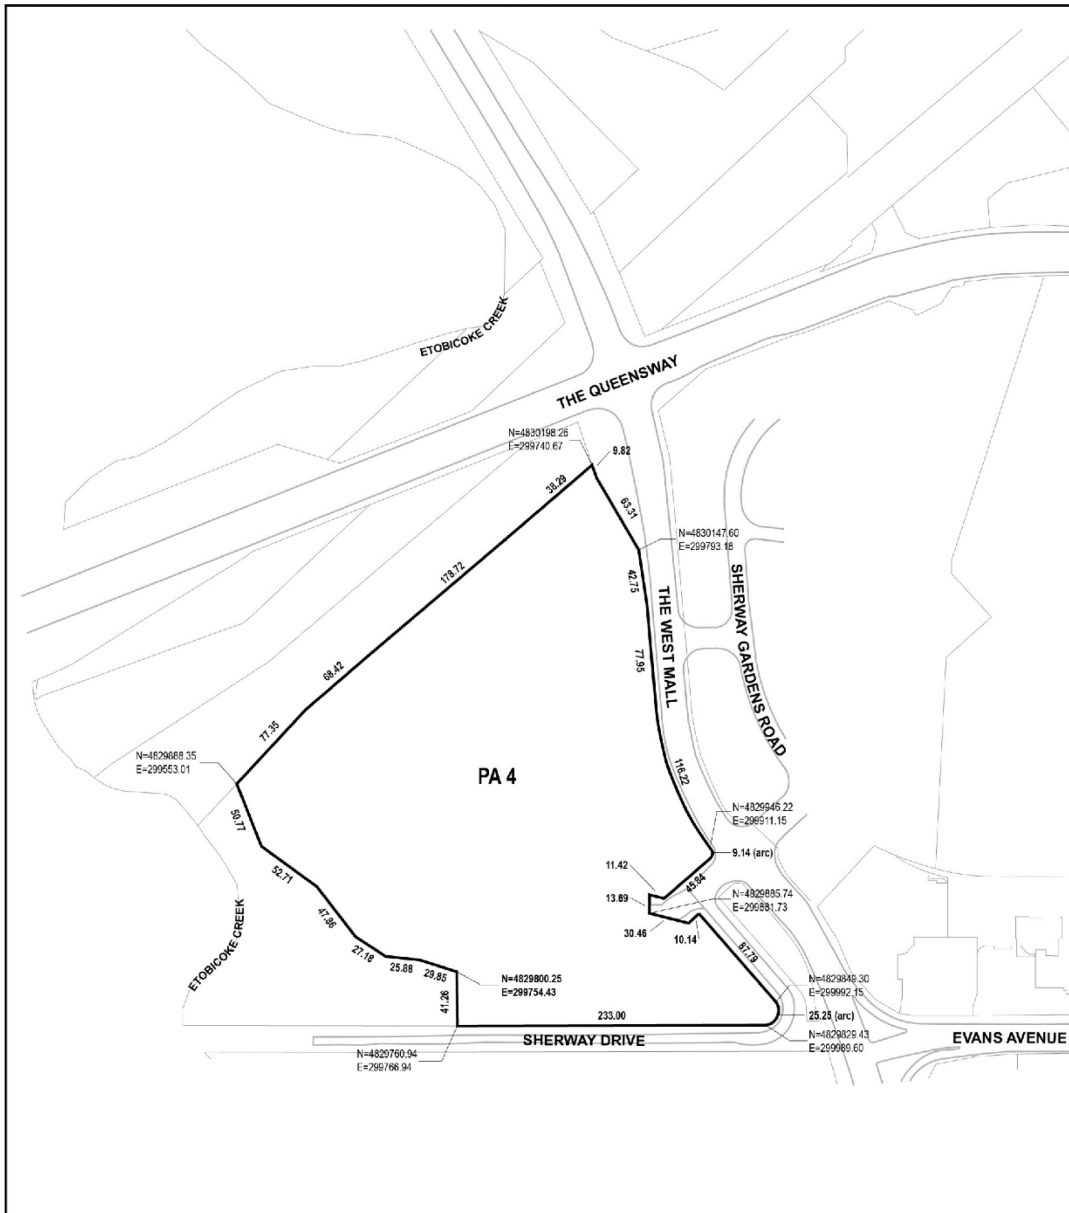 ETOBICOKE CREEK
THE QUEENSWAY
N=4830198.26
E=299740.67
9.82
38.29
63.31
N=4830147.60
E=299793.18
178.72
42.75
THE WEST MALL
SHERWAY GARDENS ROAD
77.95
68.42
77.35
N=4829888.35
E=299553.01
PA 4
116.22
50.77
N=4829946.22
E=299911.15
9.14 (arc)
52.71
11.42
45.84
13.69
N=4829885.74
E=299881.73
47.86
30.46
10.14
ETOBICOKE CREEK
27.18
87.79
25.88
29.85
N=4829800.25
E=299754.43
N=4829849.30
E=299992.15
41.26
233.00
25.25 (arc)
SHERWAY DRIVE
N=4829829.43
E=299989.60
EVANS AVENUE
N=4829760.94
E=299766.94